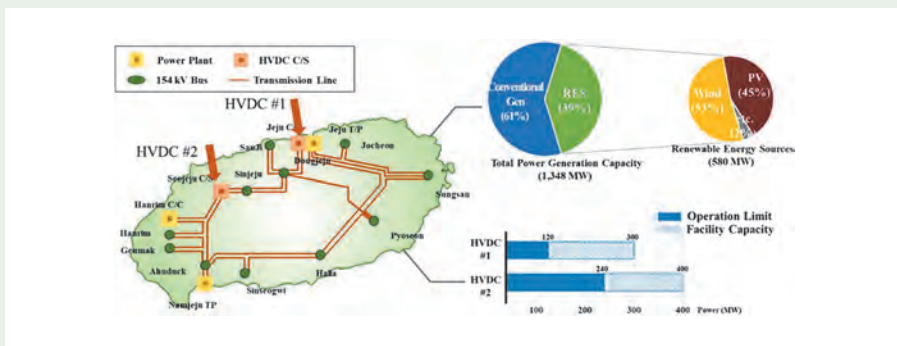 Power Plant
HVDC C/S
154 kV Bus
Transmission Line
HVDC #1
HVDC #2
Jeju C/
Jeju T/P
SanJi
Jocheon
Dongjeju
Seojeju C/S
Sinjeju
Songsan
Hanrim C/C
Hanrim
Geumak
Pyoseon
Ahnduck
Halla
Sinseogwi
Namjeju TP
Conventional
Gen
(61%)
RES
(39%)
Total Power Generation Capacity
(1,348 MW)
Wind
(53%)
PV
(45%)
Renewable Energy Sources
(580 MW)
Operation Limit
Facility Capacity
HVDC
#1
120
300
HVDC
#2
240
400
100
200
300
400
Power (MW)